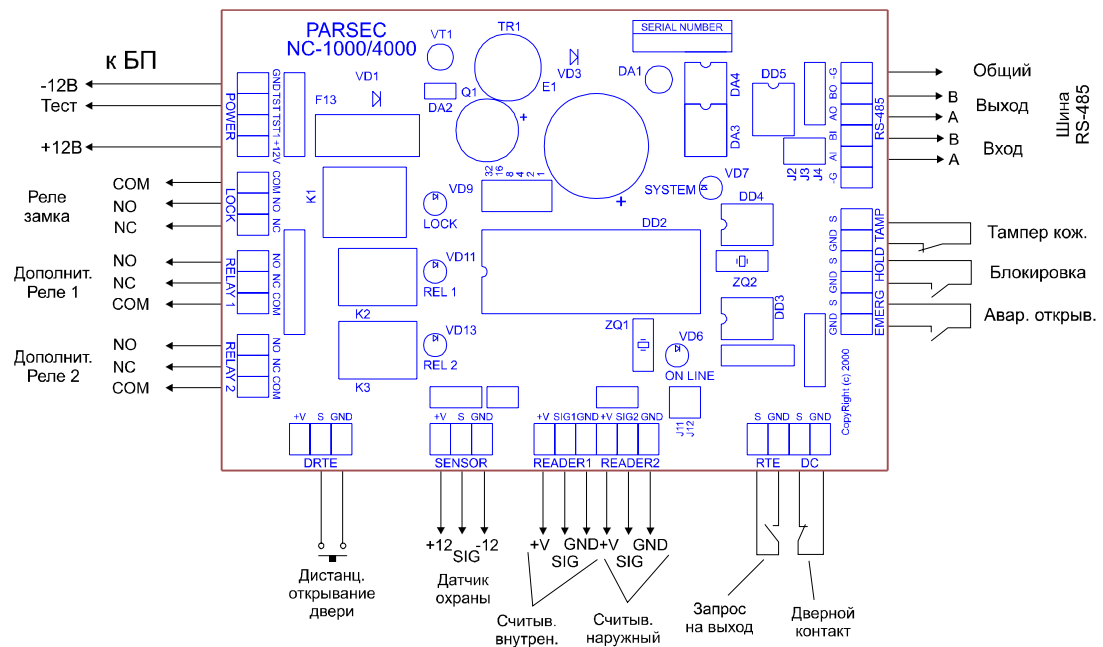 PARSEC
NC-1000/4000
TR1
VT1
SERIAL NUMBER
к БП
-12В
Тест
+12В
GND
TST
TST1
+12V
POWER
VD1
F13
DA2
Q1
E1
VD3
DA1
DA4
DA3
DD5
J2
J3
J4
-G
BO
AO
BI
AI
-G
RS-485
Общий
B
Выход
A
B
Вход
A
Шина
RS-485
Реле
замка
COM
NO
NC
COM
NO
NC
LOCK
K1
VD9
LOCK
32
16
8
4
2
1
+
+
SYSTEM
VD7
DD4
DD2
ZQ2
S
GND
S
GND
S
GND
TAMP
HOLD
EMERG
Тампер кож.
Блокировка
Авар. открыв.
Дополнит.
Реле 1
NO
NC
COM
NO
NC
COM
RELAY 1
K2
VD11
REL 1
Дополнит.
Реле 2
NO
NC
COM
NO
NC
COM
RELAY 2
K3
VD13
REL 2
ZQ1
VD6
ON LINE
DD3
J11
J12
CopyRight (c) 2000
+V S GND
DRTE
+V S GND
SENSOR
+V SIG1 GND
READER1
+V SIG2 GND
READER2
S GND
RTE
S GND
DC
Дистанц.
открывание
двери
+12 SIG -12
Датчик
охраны
+V SIG GND
Считыв.
внутрен.
+V SIG GND
Считыв.
наружный
Запрос
на выход
Дверной
контакт